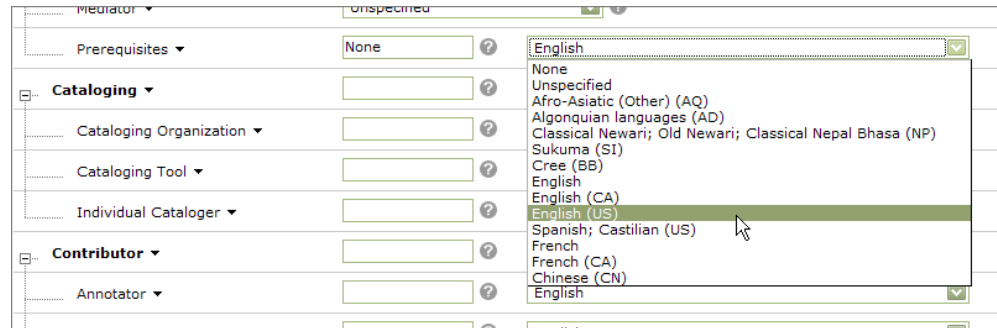 Mediator Unspecified
Prerequisites None English
None
Unspecified
Afro-Asiatic (Other) (AQ)
Algonquian languages (AD)
Classical Newari; Old Newari; Classical Nepal Bhasa (NP)
Sukuma (SI)
Cree (BB)
English
English (CA)
English (US)
Spanish; Castilian (US)
French
French (CA)
Chinese (CN)
Cataloging
Cataloging Organization
Cataloging Tool
Individual Cataloger
Contributor
Annotator English